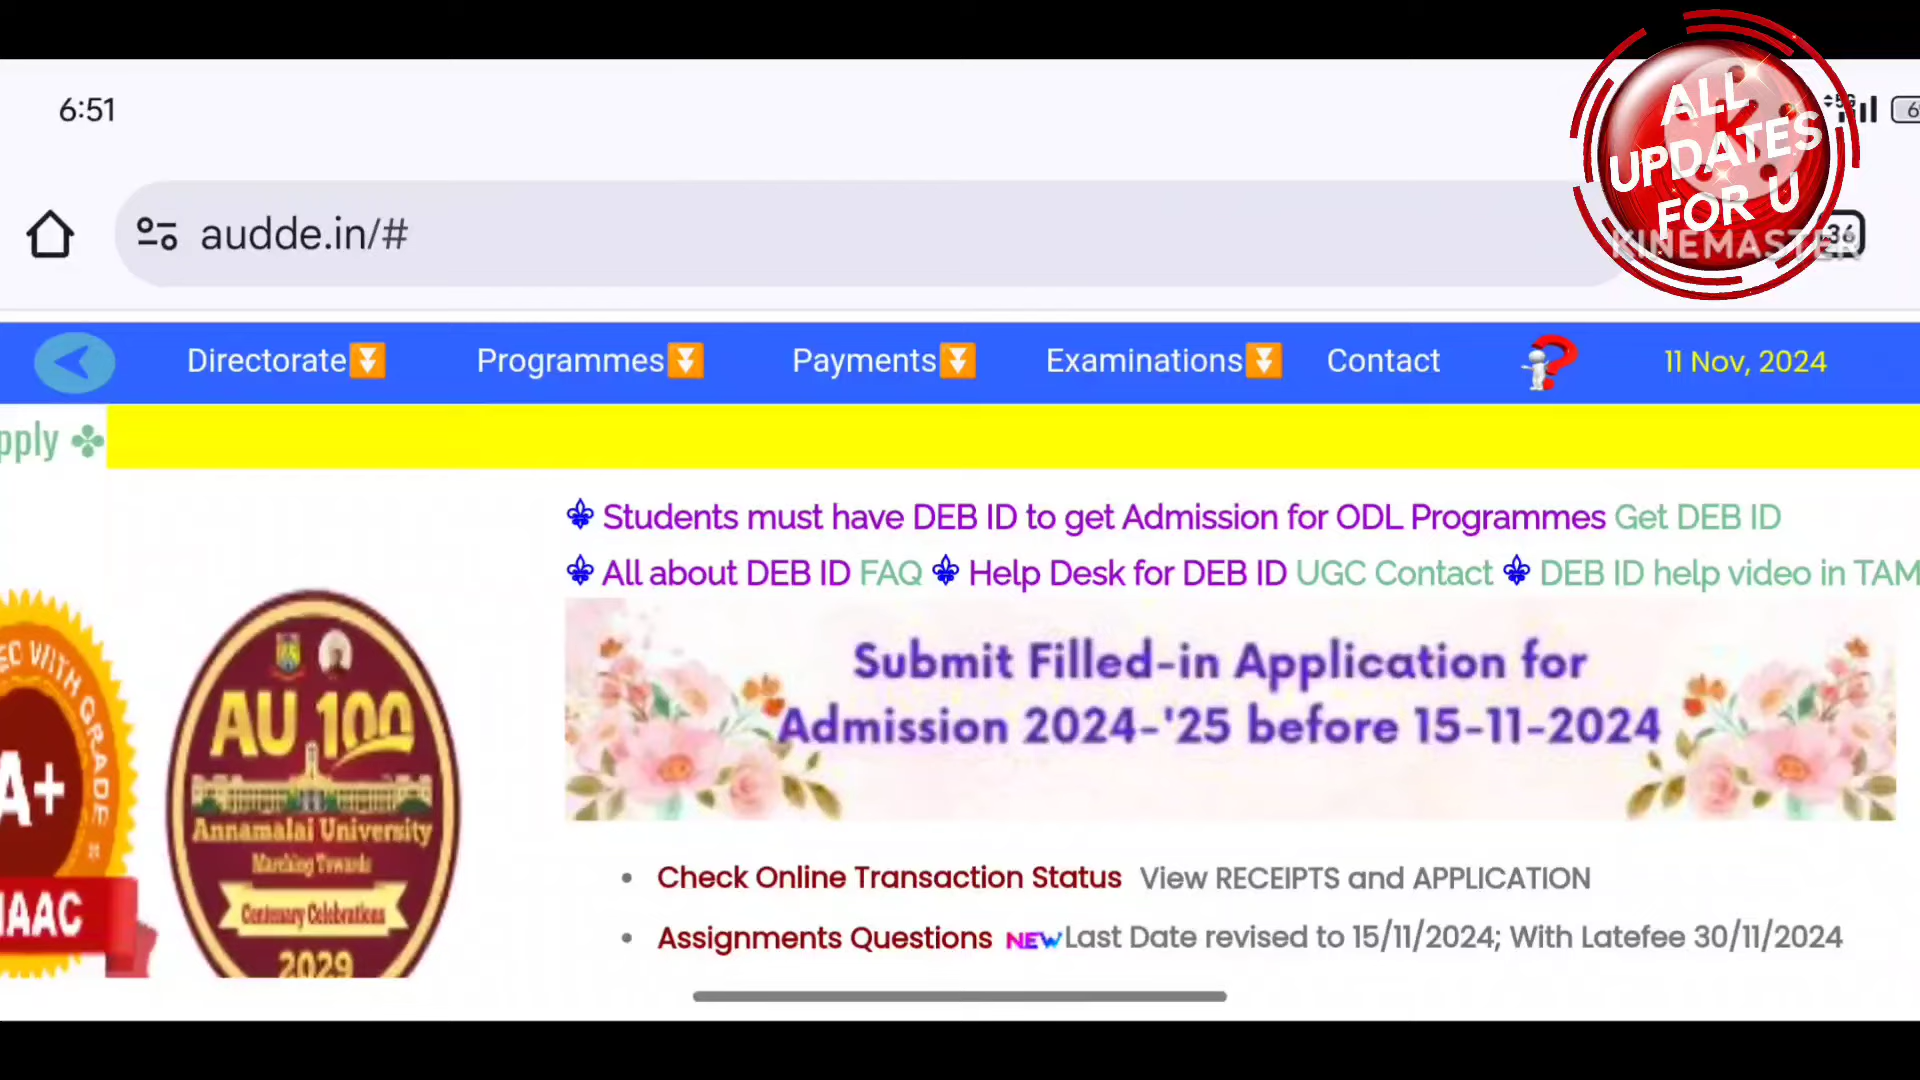 6:51
5G
ALL
UPDATES
FOR U
KINEMASTER
36
audde.in/#
Directorate Programmes Payments Examinations Contact 11 Nov, 2024
pply
Students must have DEB ID to get Admission for ODL Programmes Get DEB ID
All about DEB ID FAQ Help Desk for DEB ID UGC Contact DEB ID help video in TAM
Submit Filled-in Application for
Admission 2024-'25 before 15-11-2024
WITH GRADE
A+
AU 100
Annamalai University
Marching Towards
Centenary Celebrations
2029
Check Online Transaction Status View RECEIPTS and APPLICATION
Assignments Questions NEW Last Date revised to 15/11/2024; With Latefee 30/11/2024